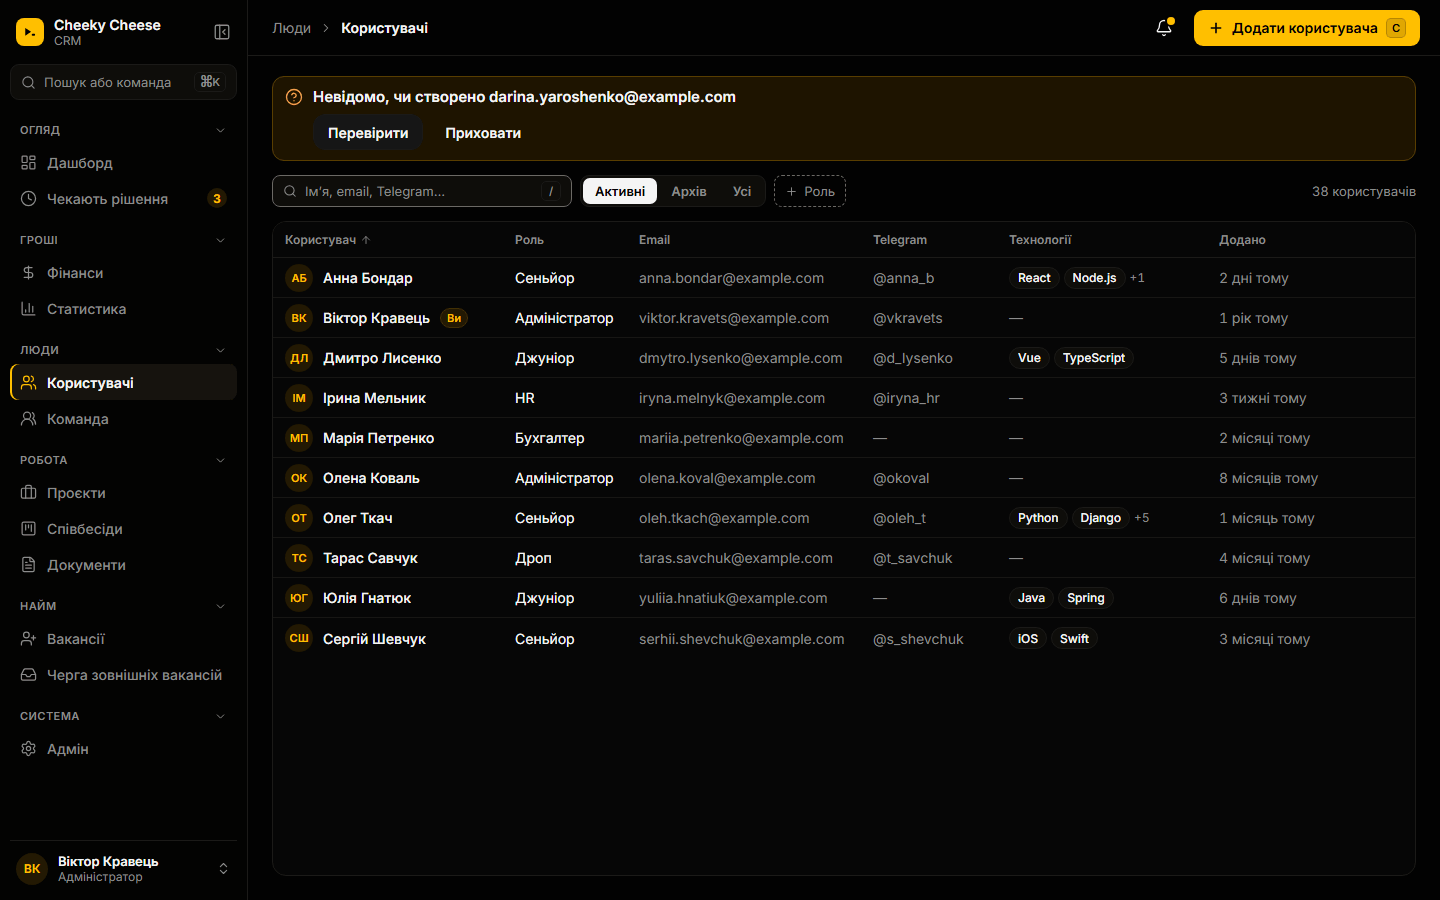 Cheeky Cheese
CRM
Пошук або команда ⌘K
ОГЛЯД
Дашборд
Чекають рішення 3
ГРОШІ
Фінанси
Статистика
ЛЮДИ
Користувачі
Команда
РОБОТА
Проєкти
Співбесіди
Документи
НАЙМ
Вакансії
Черга зовнішніх вакансій
СИСТЕМА
Адмін
ВК Віктор Кравець
Адміністратор
Люди > Користувачі
+ Додати користувача C
Невідомо, чи створено darina.yaroshenko@example.com
Перевірити Приховати
Ім’я, email, Telegram... / Активні Архів Усі + Роль 38 користувачів
Користувач ↑ Роль Email Telegram Технології Додано
АБ Анна Бондар Сеньйор anna.bondar@example.com @anna_b React Node.js +1 2 дні тому
ВК Віктор Кравець Ви Адміністратор viktor.kravets@example.com @vkravets — 1 рік тому
ДЛ Дмитро Лисенко Джуніор dmytro.lysenko@example.com @d_lysenko Vue TypeScript 5 днів тому
ІМ Ірина Мельник HR iryna.melnyk@example.com @iryna_hr — 3 тижні тому
МП Марія Петренко Бухгалтер mariia.petrenko@example.com — — 2 місяці тому
ОК Олена Коваль Адміністратор olena.koval@example.com @okoval — 8 місяців тому
ОТ Олег Ткач Сеньйор oleh.tkach@example.com @oleh_t Python Django +5 1 місяць тому
ТС Тарас Савчук Дроп taras.savchuk@example.com @t_savchuk — 4 місяці тому
ЮГ Юлія Гнатюк Джуніор yuliia.hnatiuk@example.com — Java Spring 6 днів тому
СШ Сергій Шевчук Сеньйор serhii.shevchuk@example.com @s_shevchuk iOS Swift 3 місяці тому